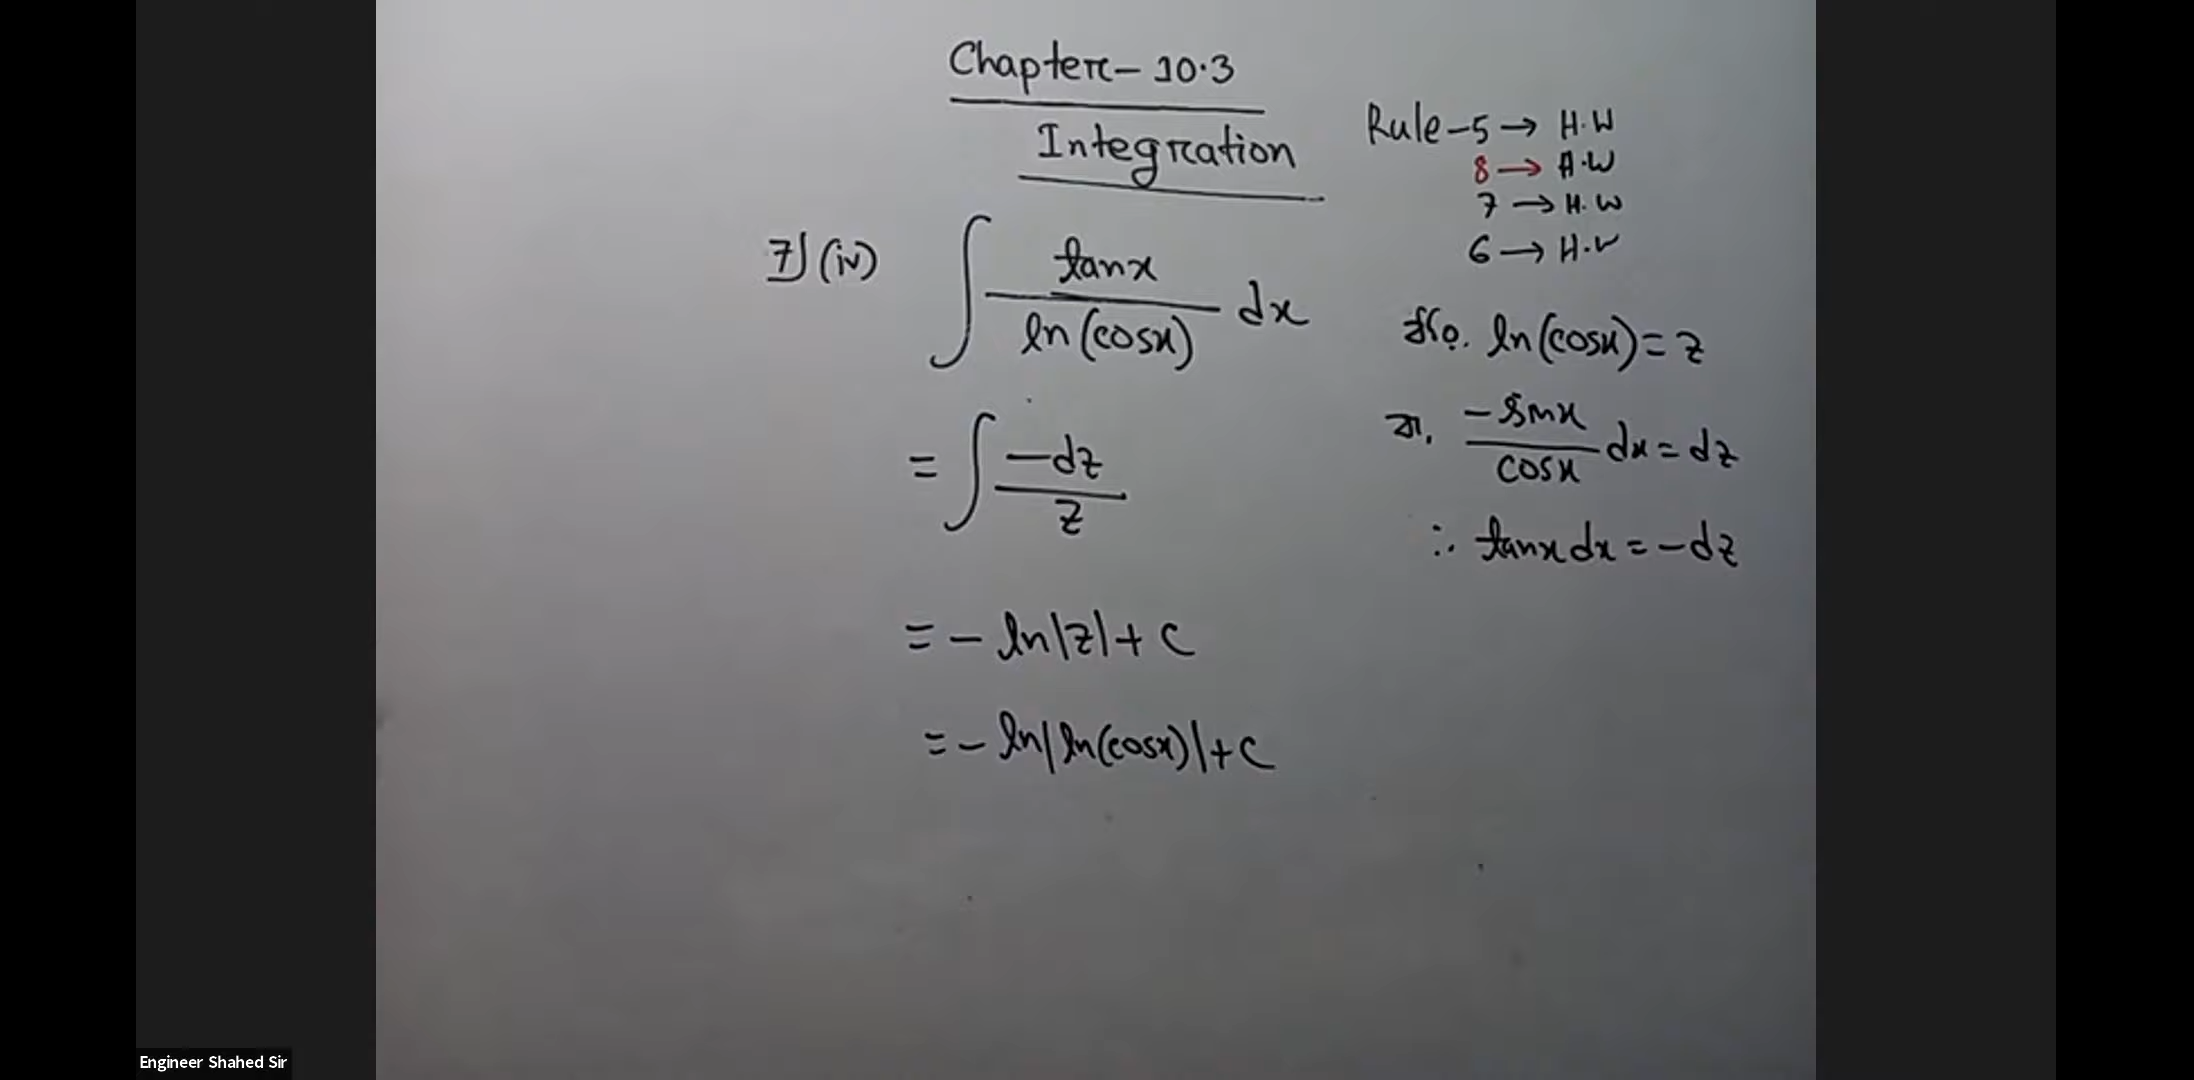 Chapter - 10.3
Integration
Rule - 5 → H.W
8 → A.W
7 → H.W
6 → H.W
7) (iv) ∫ tanx / ln(cosx) dx
= ∫ -dz / z
= - ln|z| + c
= - ln|ln(cosx)| + c
ধরি, ln(cosx) = z
বা, -sinx / cosx dx = dz
∴ tanx dx = -dz
Engineer Shahed Sir